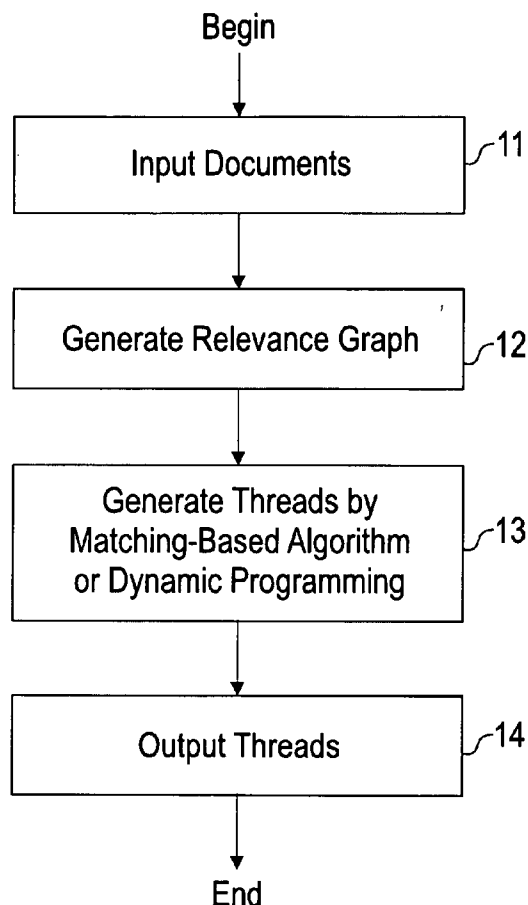 Begin
Input Documents
11
Generate Relevance Graph
12
Generate Threads by
Matching-Based Algorithm
or Dynamic Programming
13
Output Threads
14
End